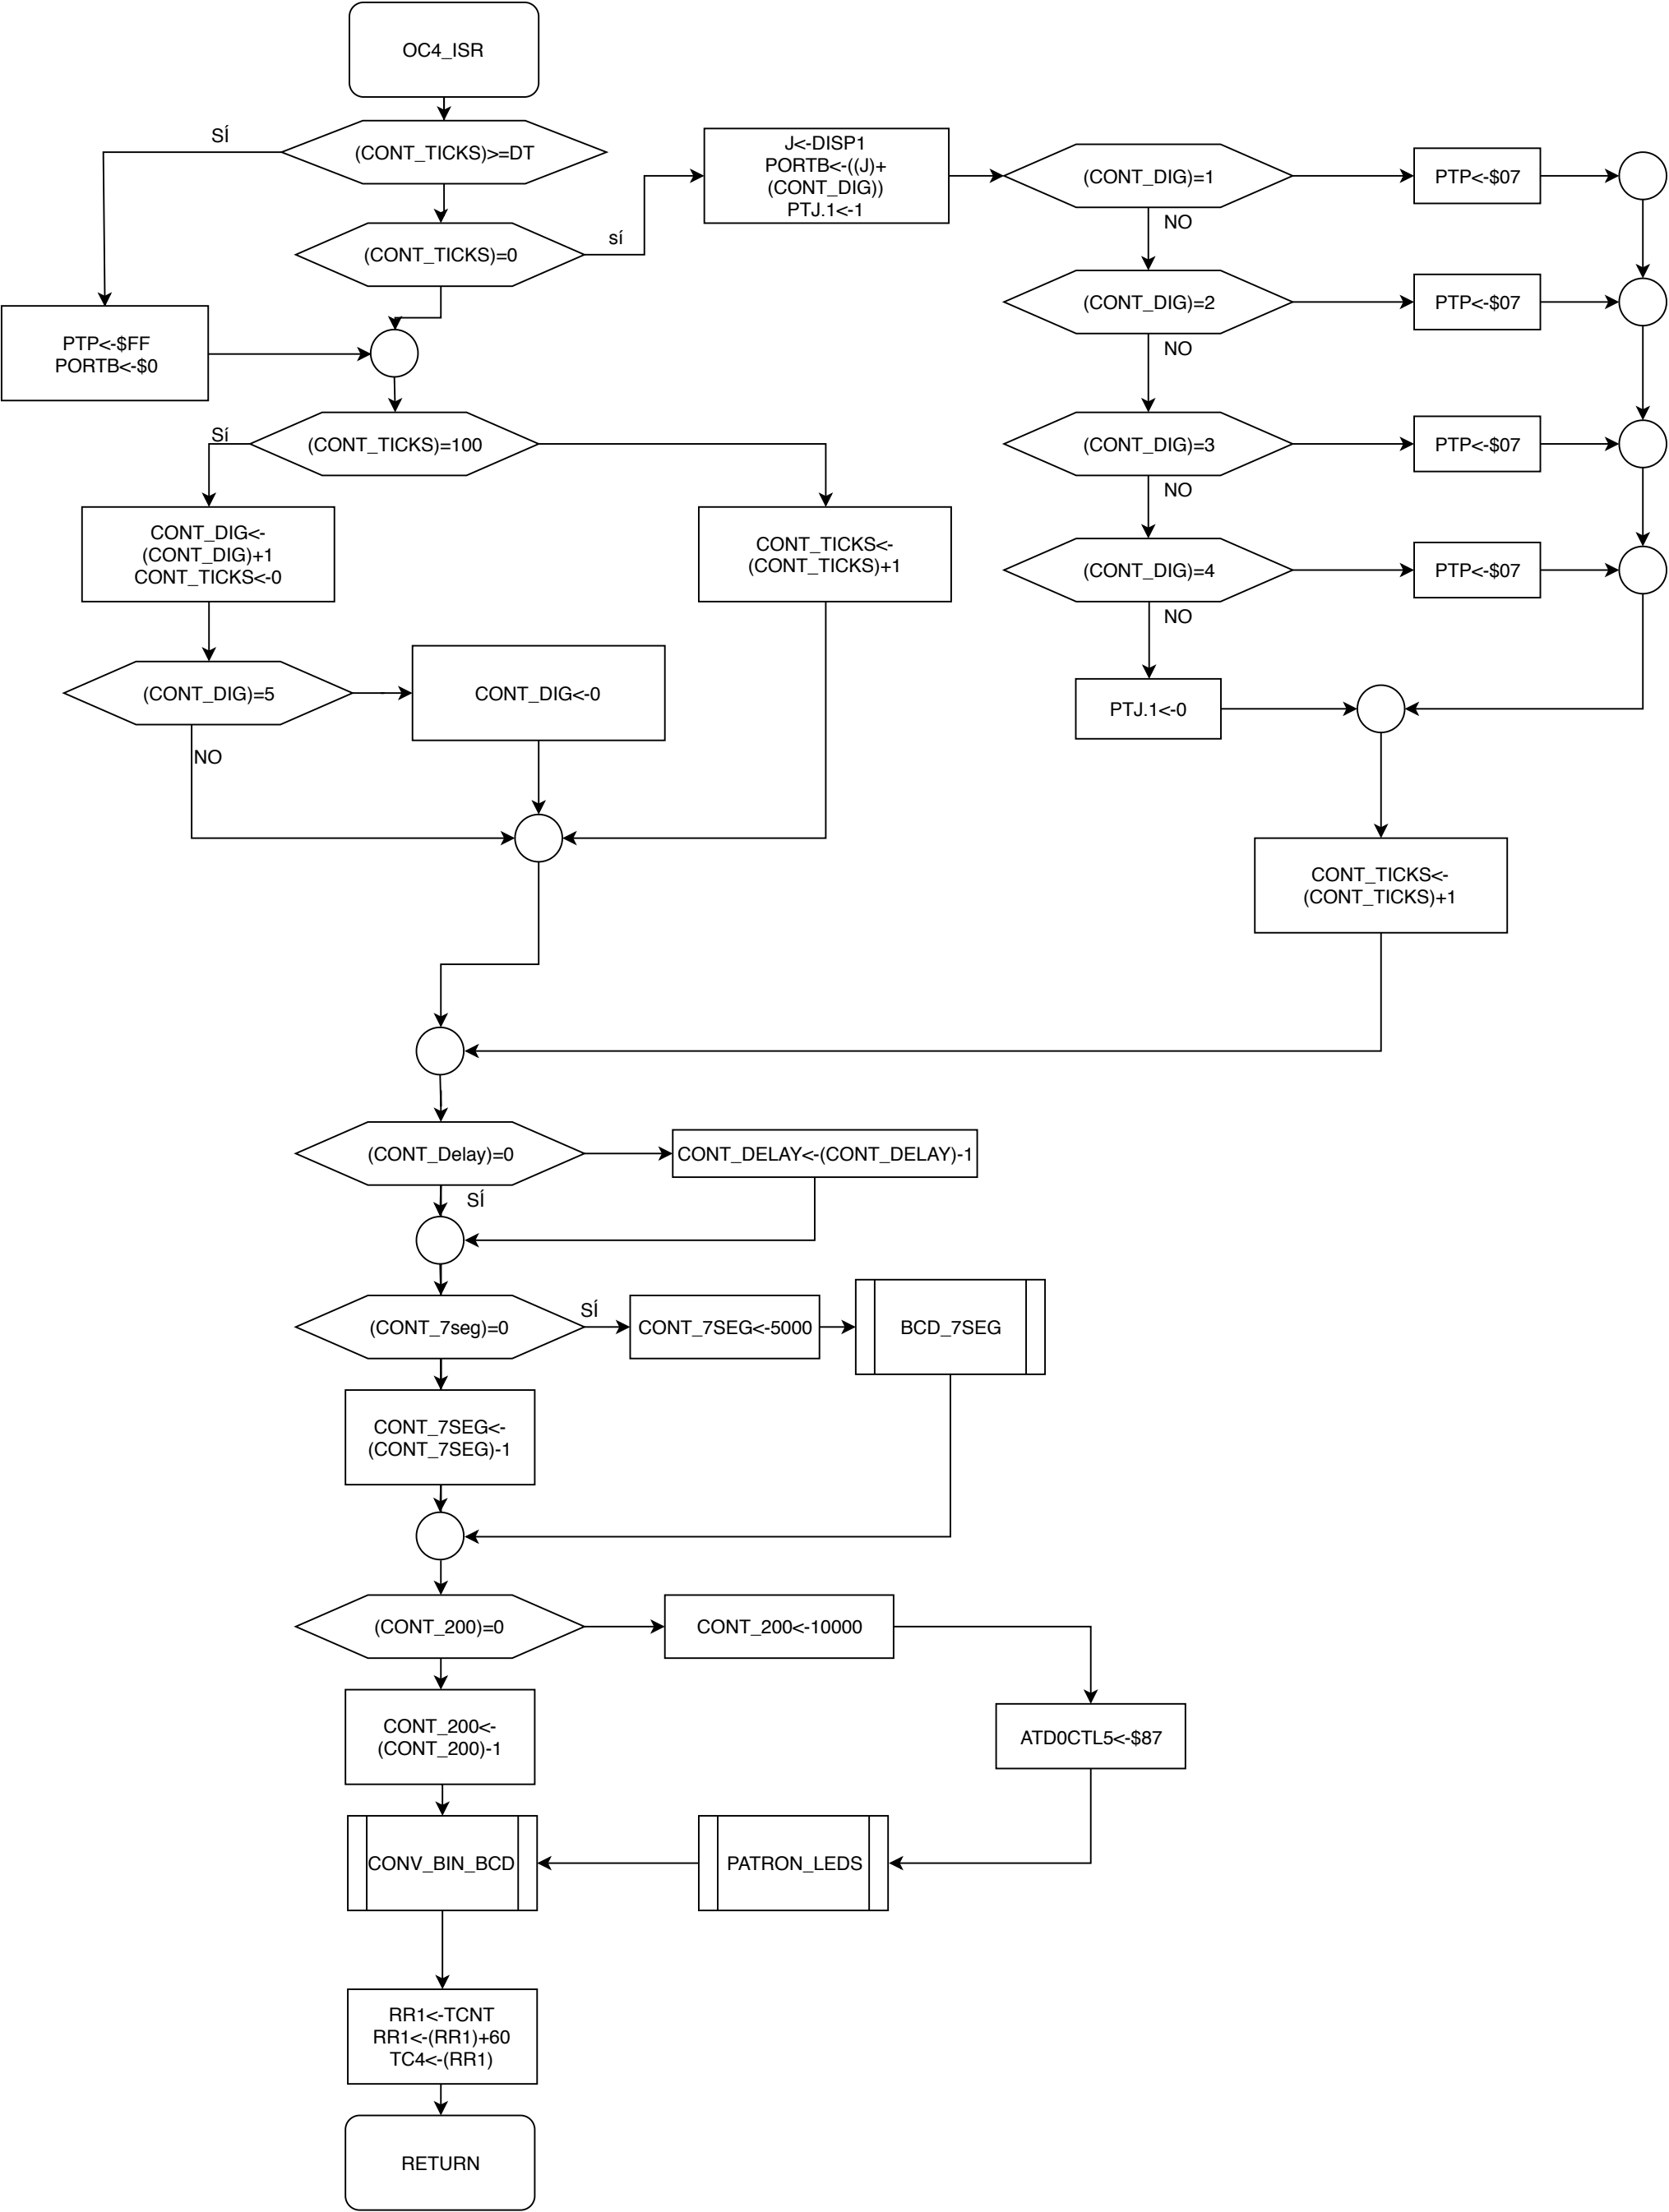 OC4_ISR
SÍ
(CONT_TICKS)>=DT
J<-DISP1
PORTB<-((J)+
(CONT_DIG))
PTJ.1<-1
(CONT_DIG)=1
PTP<-$07
NO
(CONT_TICKS)=0
sí
(CONT_DIG)=2
PTP<-$07
NO
PTP<-$FF
PORTB<-$0
Sí
(CONT_TICKS)=100
(CONT_DIG)=3
PTP<-$07
NO
CONT_DIG<-
(CONT_DIG)+1
CONT_TICKS<-0
CONT_TICKS<-
(CONT_TICKS)+1
(CONT_DIG)=4
PTP<-$07
NO
(CONT_DIG)=5
CONT_DIG<-0
PTJ.1<-0
NO
CONT_TICKS<-
(CONT_TICKS)+1
(CONT_Delay)=0
CONT_DELAY<-(CONT_DELAY)-1
SÍ
(CONT_7seg)=0
SÍ
CONT_7SEG<-5000
BCD_7SEG
CONT_7SEG<-
(CONT_7SEG)-1
(CONT_200)=0
CONT_200<-10000
CONT_200<-
(CONT_200)-1
ATD0CTL5<-$87
CONV_BIN_BCD
PATRON_LEDS
RR1<-TCNT
RR1<-(RR1)+60
TC4<-(RR1)
RETURN